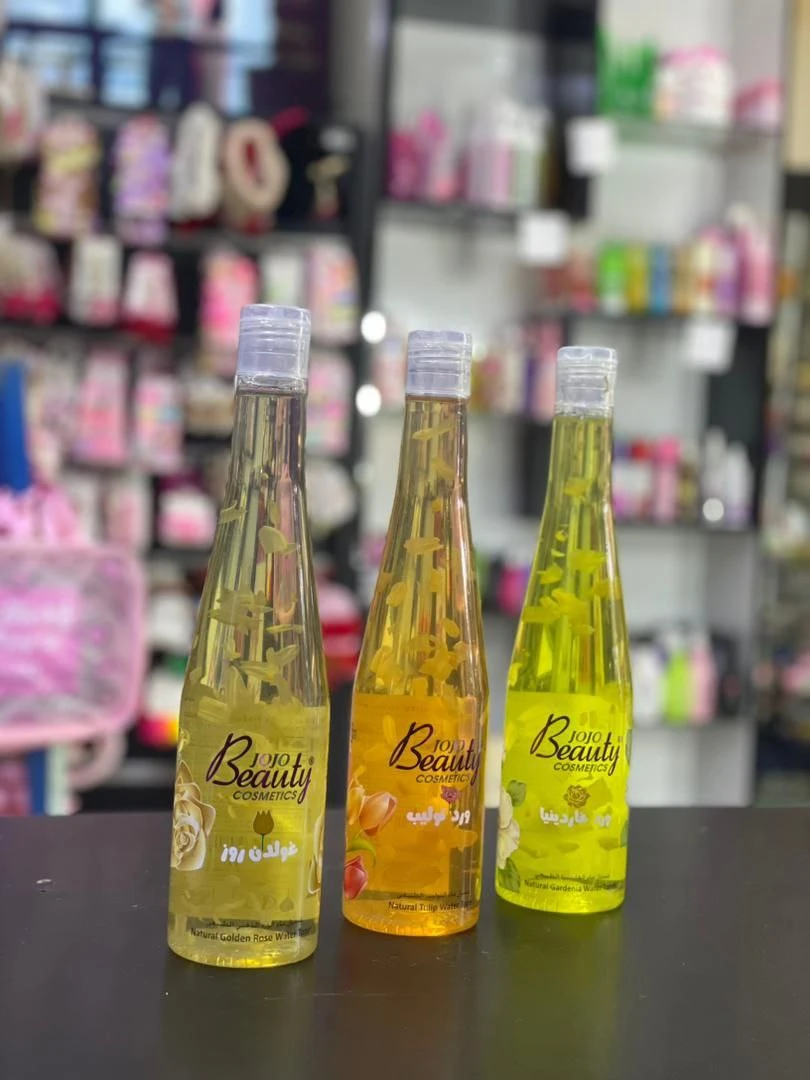 JOJO
Beauty®
COSMETICS
غولدن روز
Natural Golden Rose Water Toner
JOJO
Beauty
COSMETICS
ورد توليب
Natural Tulip Water
JOJO
Beauty®
COSMETICS
ورد غاردينيا
Natural Gardenia Water